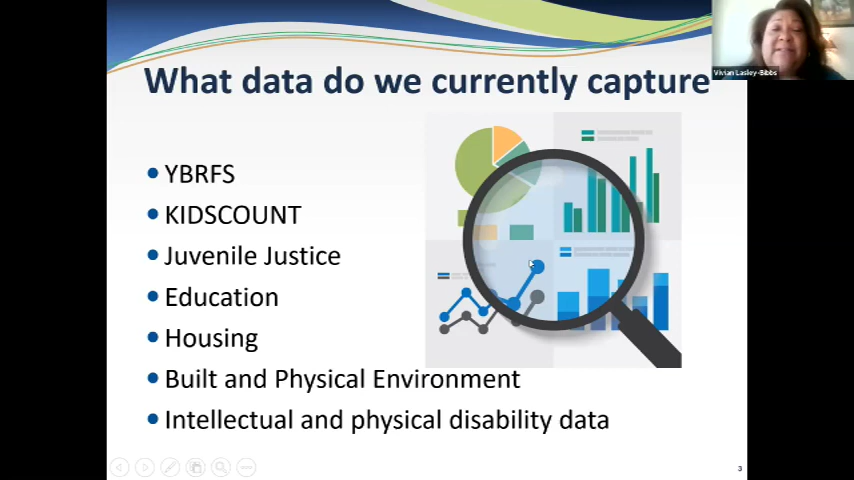 What data do we currently capture
Vivian Lasley-Bibbs
YBRFS
KIDSCOUNT
Juvenile Justice
Education
Housing
Built and Physical Environment
Intellectual and physical disability data
3